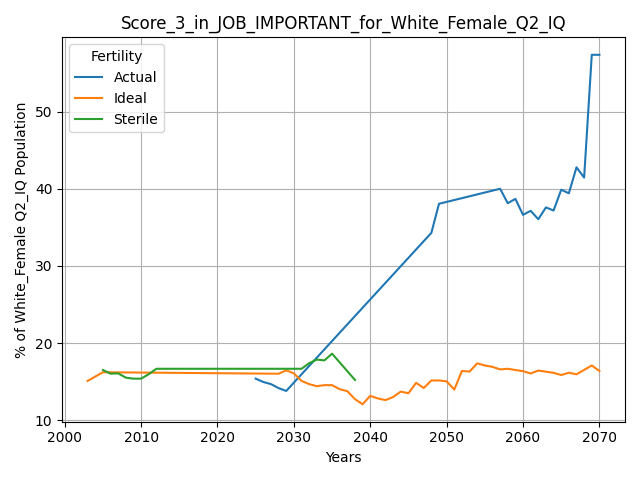 Score_3_in_JOB_IMPORTANT_for_White_Female_Q2_IQ
Fertility
Actual
Ideal
Sterile
% of White_Female Q2_IQ Population
50
40
30
20
10
2000 2010 2020 2030 2040 2050 2060 2070
Years